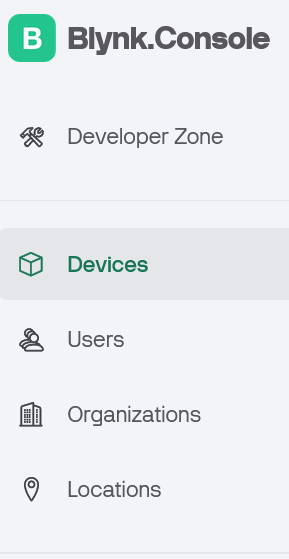 B Blynk.Console
Developer Zone
Devices
Users
Organizations
Locations